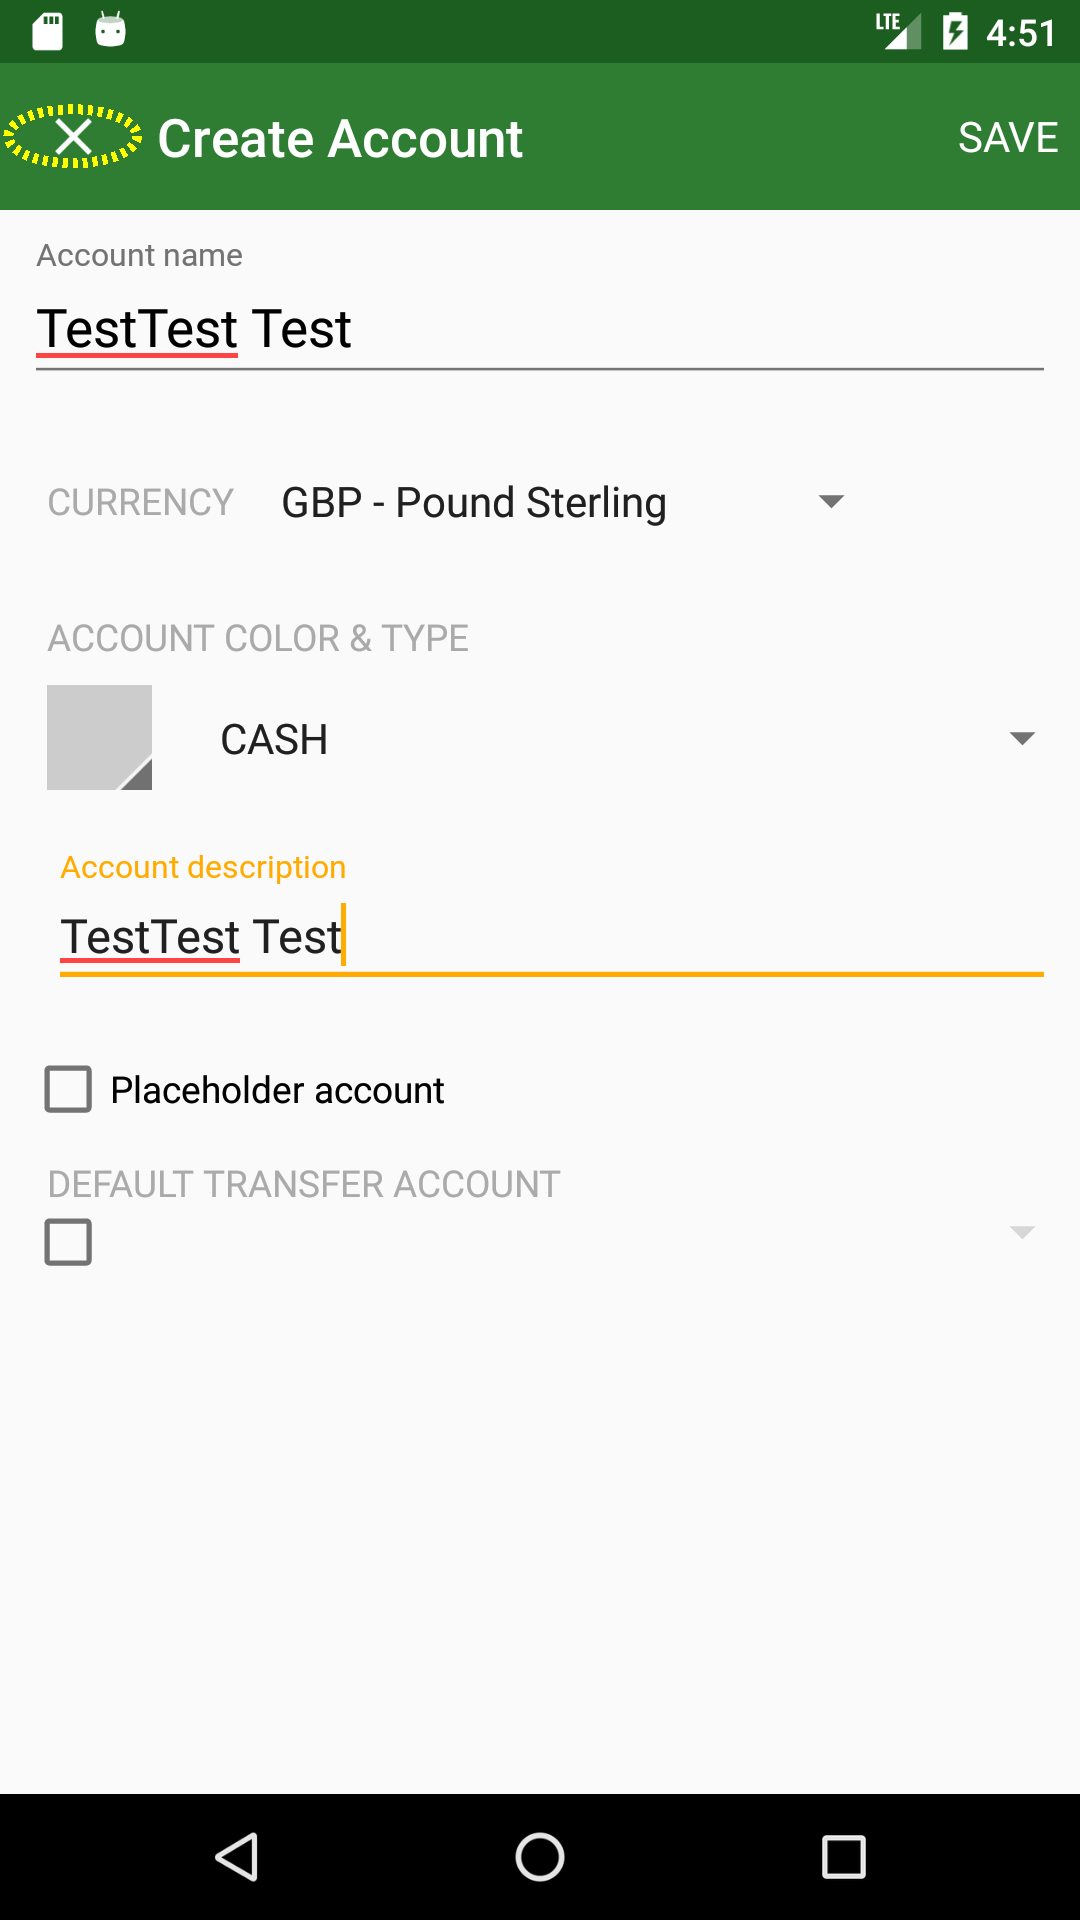 LTE 4:51
Create Account SAVE
Account name
TestTest Test
CURRENCY GBP - Pound Sterling
ACCOUNT COLOR & TYPE
CASH
Account description
TestTest Test
Placeholder account
DEFAULT TRANSFER ACCOUNT